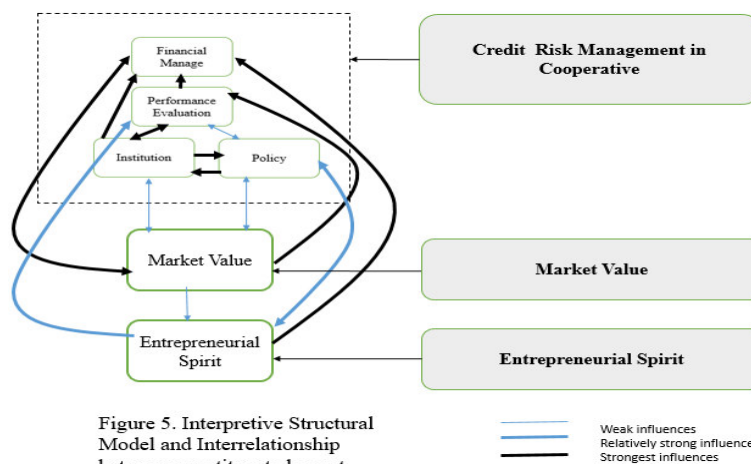 Financial
Manage
Performance
Evaluation
Institution
Policy
Market Value
Entrepreneurial
Spirit
Credit Risk Management in
Cooperative
Market Value
Entrepreneurial Spirit
Figure 5. Interpretive Structural
Model and Interrelationship
Weak influences
Relatively strong influence
Strongest influences